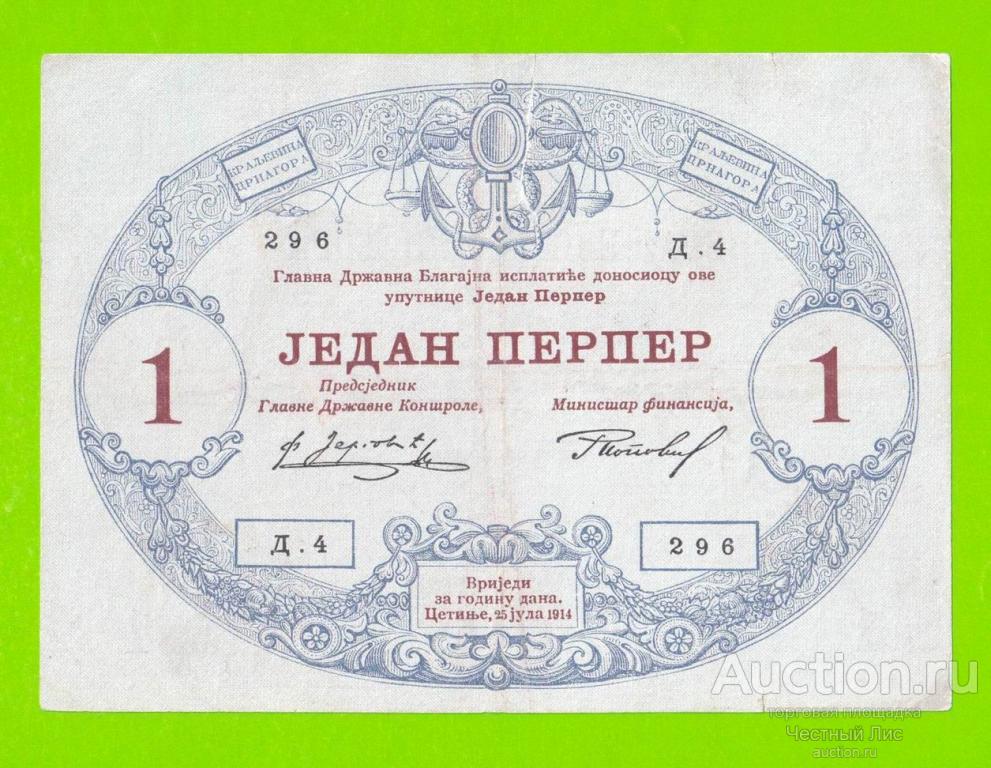 КРАЉЕВИНА
ЦРНАГОРА
КРАЉЕВИНА
ЦРНАГОРА
296
Д.4
Главна Државна Благајна исплатиће доносиоцу ове
упутнице Један Перпер
ЈЕДАН ПЕРПЕР
1
1
Предсједник
Главне Државне Контроле,
Министар финансија,
Д.4
296
Вриједи
за годину дана.
Цетиње, 25 јула 1914
Auction.ru
торговая площадка
Честный Лис
auction.ru